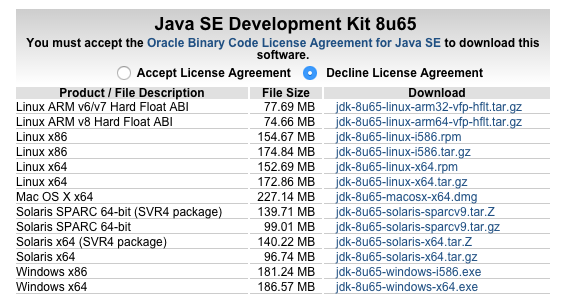 Java SE Development Kit 8u65
You must accept the Oracle Binary Code License Agreement for Java SE to download this
software.
Accept License Agreement Decline License Agreement
Product / File Description File Size Download
Linux ARM v6/v7 Hard Float ABI 77.69 MB jdk-8u65-linux-arm32-vfp-hflt.tar.gz
Linux ARM v8 Hard Float ABI 74.66 MB jdk-8u65-linux-arm64-vfp-hflt.tar.gz
Linux x86 154.67 MB jdk-8u65-linux-i586.rpm
Linux x86 174.84 MB jdk-8u65-linux-i586.tar.gz
Linux x64 152.69 MB jdk-8u65-linux-x64.rpm
Linux x64 172.86 MB jdk-8u65-linux-x64.tar.gz
Mac OS X x64 227.14 MB jdk-8u65-macosx-x64.dmg
Solaris SPARC 64-bit (SVR4 package) 139.71 MB jdk-8u65-solaris-sparcv9.tar.Z
Solaris SPARC 64-bit 99.01 MB jdk-8u65-solaris-sparcv9.tar.gz
Solaris x64 (SVR4 package) 140.22 MB jdk-8u65-solaris-x64.tar.Z
Solaris x64 96.74 MB jdk-8u65-solaris-x64.tar.gz
Windows x86 181.24 MB jdk-8u65-windows-i586.exe
Windows x64 186.57 MB jdk-8u65-windows-x64.exe